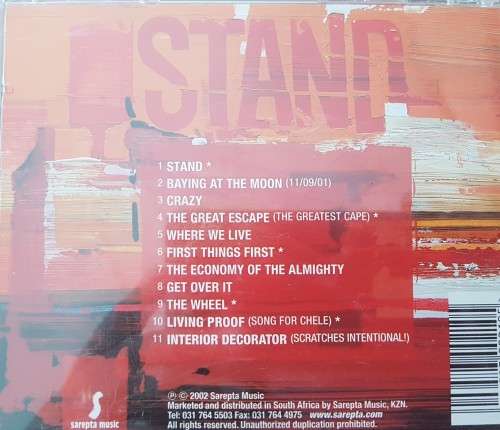 STAND
1 STAND *
2 BAYING AT THE MOON (11/09/01)
3 CRAZY
4 THE GREAT ESCAPE (THE GREATEST CAPE) *
5 WHERE WE LIVE
6 FIRST THINGS FIRST *
7 THE ECONOMY OF THE ALMIGHTY
8 GET OVER IT
9 THE WHEEL *
10 LIVING PROOF (SONG FOR CHELE) *
11 INTERIOR DECORATOR (SCRATCHES INTENTIONAL!)
℗ © 2002 Sarepta Music
Marketed and distributed in South Africa by Sarepta Music, KZN.
Tel: 031 764 5503 Fax: 031 764 4975 www.sarepta.com
All rights reserved. Unauthorized duplication prohibited.
sarepta music